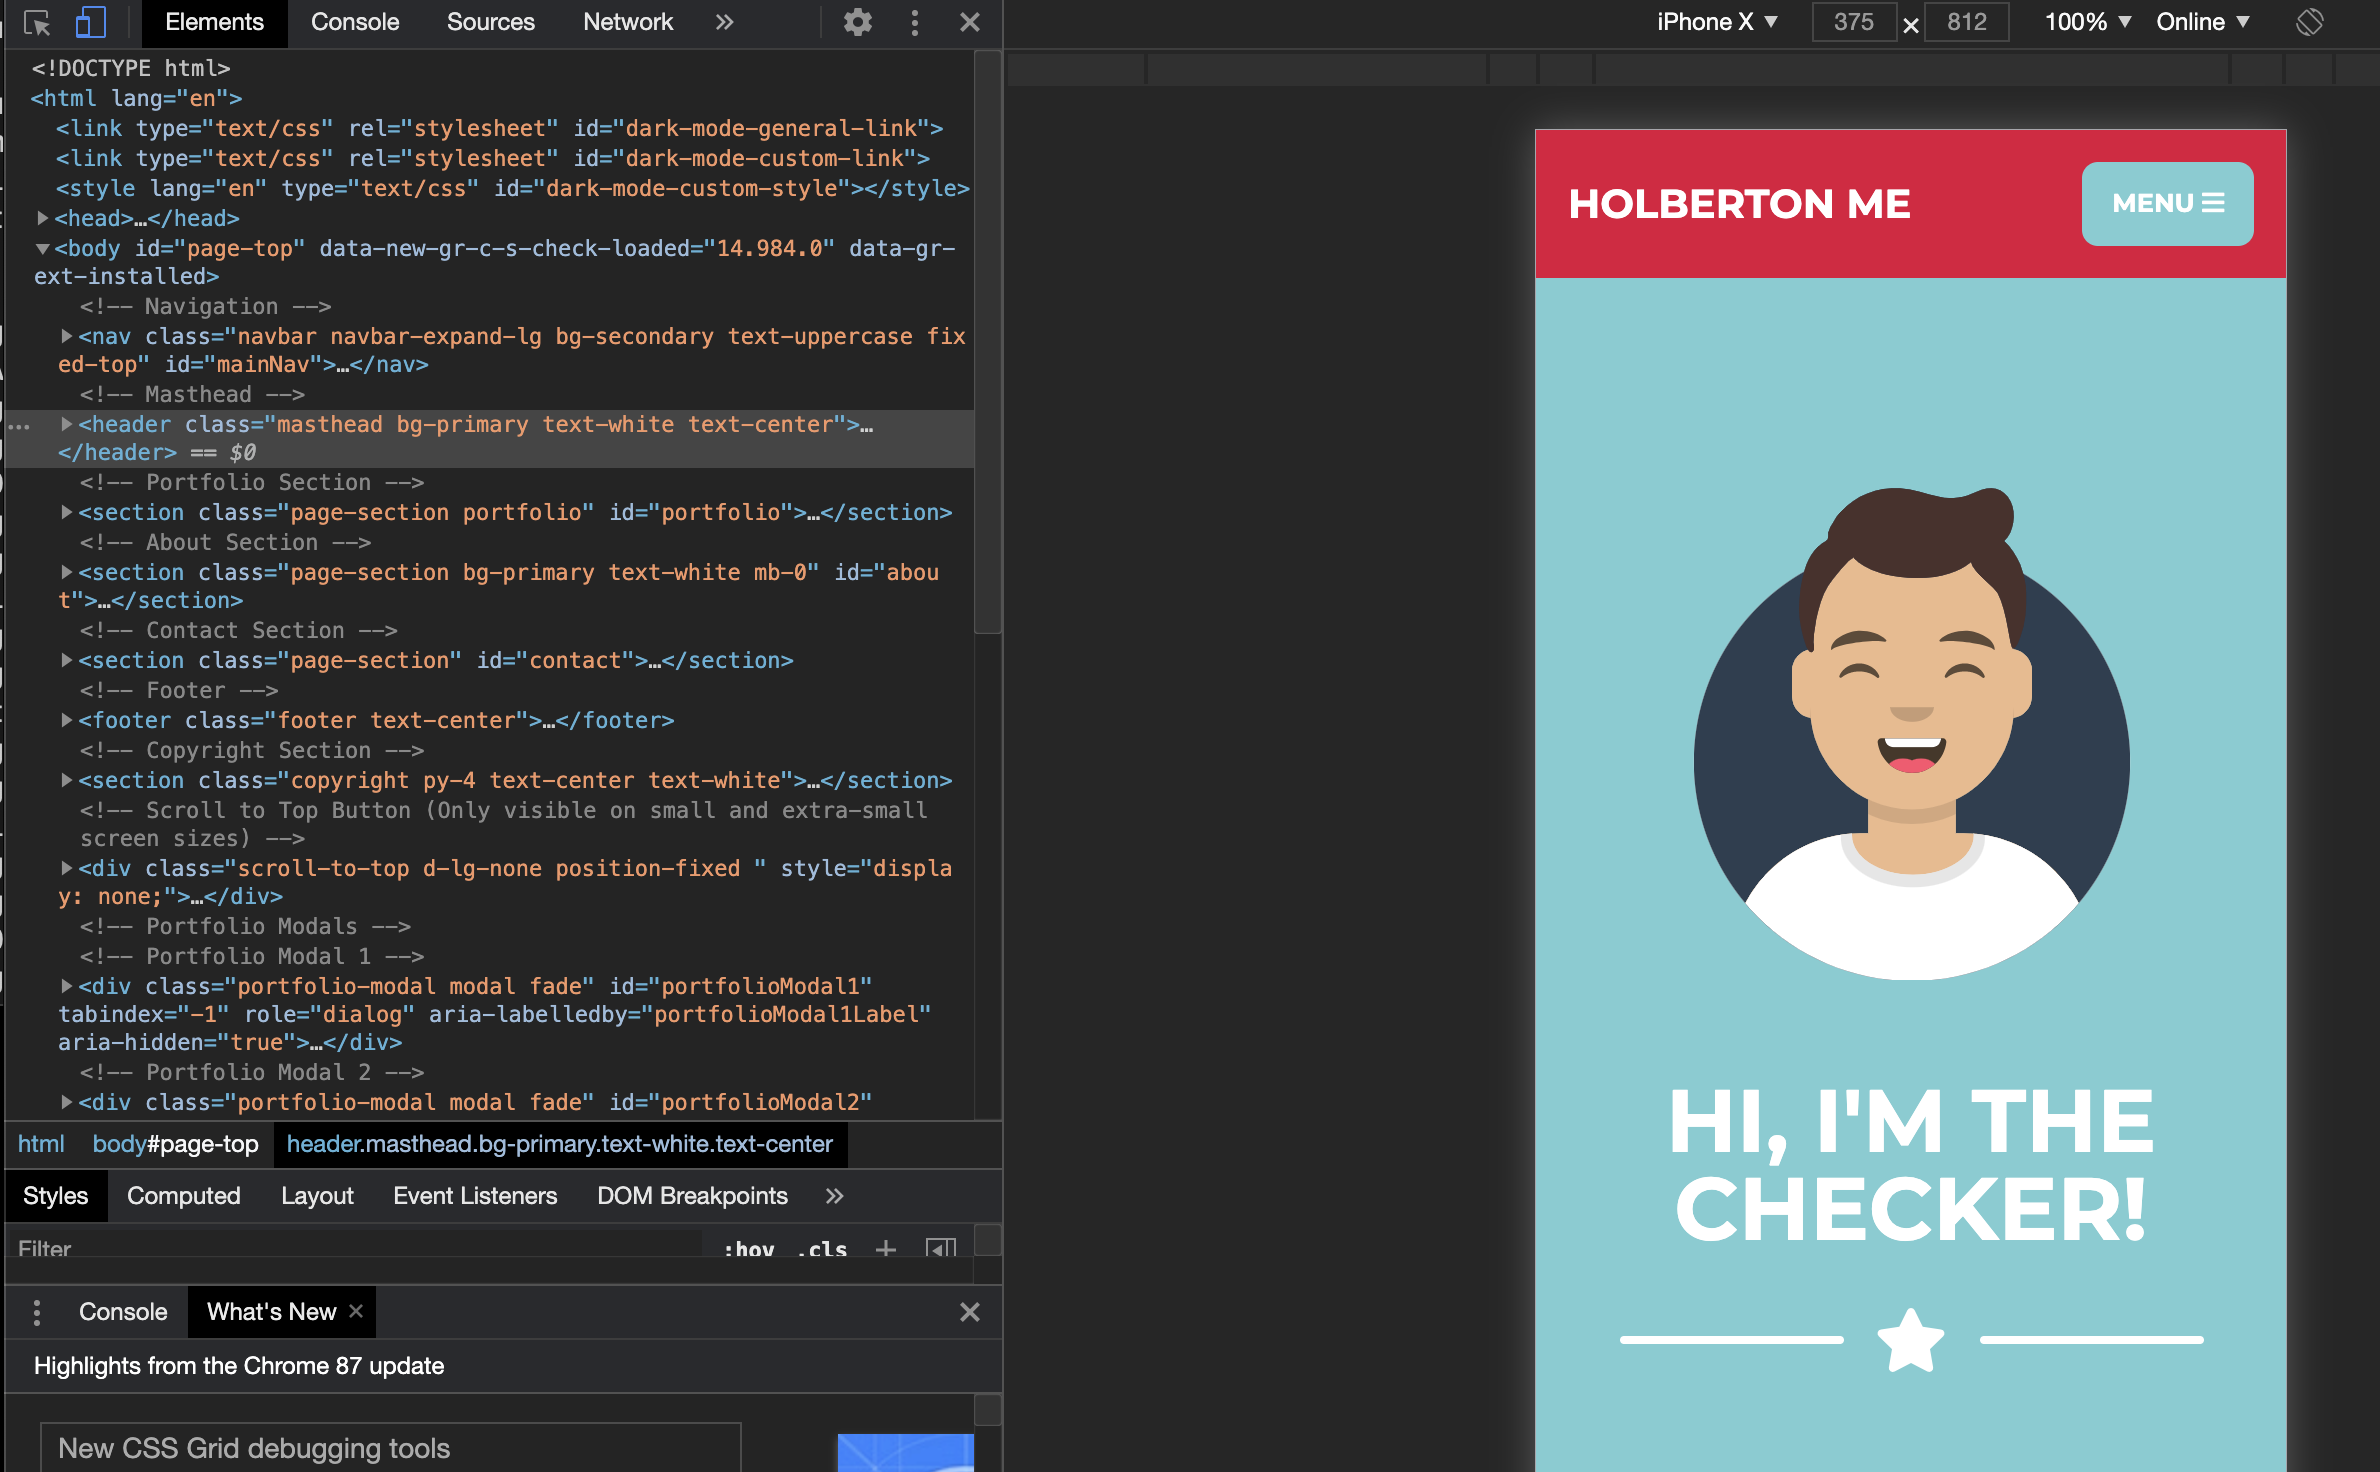 Elements Console Sources Network »
iPhone X ▼ 375 × 812 100% ▼ Online ▼
<!DOCTYPE html>
<html lang="en">
<link type="text/css" rel="stylesheet" id="dark-mode-general-link">
<link type="text/css" rel="stylesheet" id="dark-mode-custom-link">
<style lang="en" type="text/css" id="dark-mode-custom-style"></style>
▶<head>…</head>
▼<body id="page-top" data-new-gr-c-s-check-loaded="14.984.0" data-gr-
ext-installed>
<!-- Navigation -->
▶<nav class="navbar navbar-expand-lg bg-secondary text-uppercase fix
ed-top" id="mainNav">…</nav>
<!-- Masthead -->
▶<header class="masthead bg-primary text-white text-center">…
</header> == $0
<!-- Portfolio Section -->
▶<section class="page-section portfolio" id="portfolio">…</section>
<!-- About Section -->
▶<section class="page-section bg-primary text-white mb-0" id="abou
t">…</section>
<!-- Contact Section -->
▶<section class="page-section" id="contact">…</section>
<!-- Footer -->
▶<footer class="footer text-center">…</footer>
<!-- Copyright Section -->
▶<section class="copyright py-4 text-center text-white">…</section>
<!-- Scroll to Top Button (Only visible on small and extra-small
screen sizes) -->
▶<div class="scroll-to-top d-lg-none position-fixed " style="displa
y: none;">…</div>
<!-- Portfolio Modals -->
<!-- Portfolio Modal 1 -->
▶<div class="portfolio-modal modal fade" id="portfolioModal1"
tabindex="-1" role="dialog" aria-labelledby="portfolioModal1Label"
aria-hidden="true">…</div>
<!-- Portfolio Modal 2 -->
▶<div class="portfolio-modal modal fade" id="portfolioModal2"
html body#page-top header.masthead.bg-primary.text-white.text-center
Styles Computed Layout Event Listeners DOM Breakpoints »
Filter :hov .cls +
Console What's New ×
Highlights from the Chrome 87 update
New CSS Grid debugging tools
HOLBERTON ME
MENU
HI, I'M THE
CHECKER!